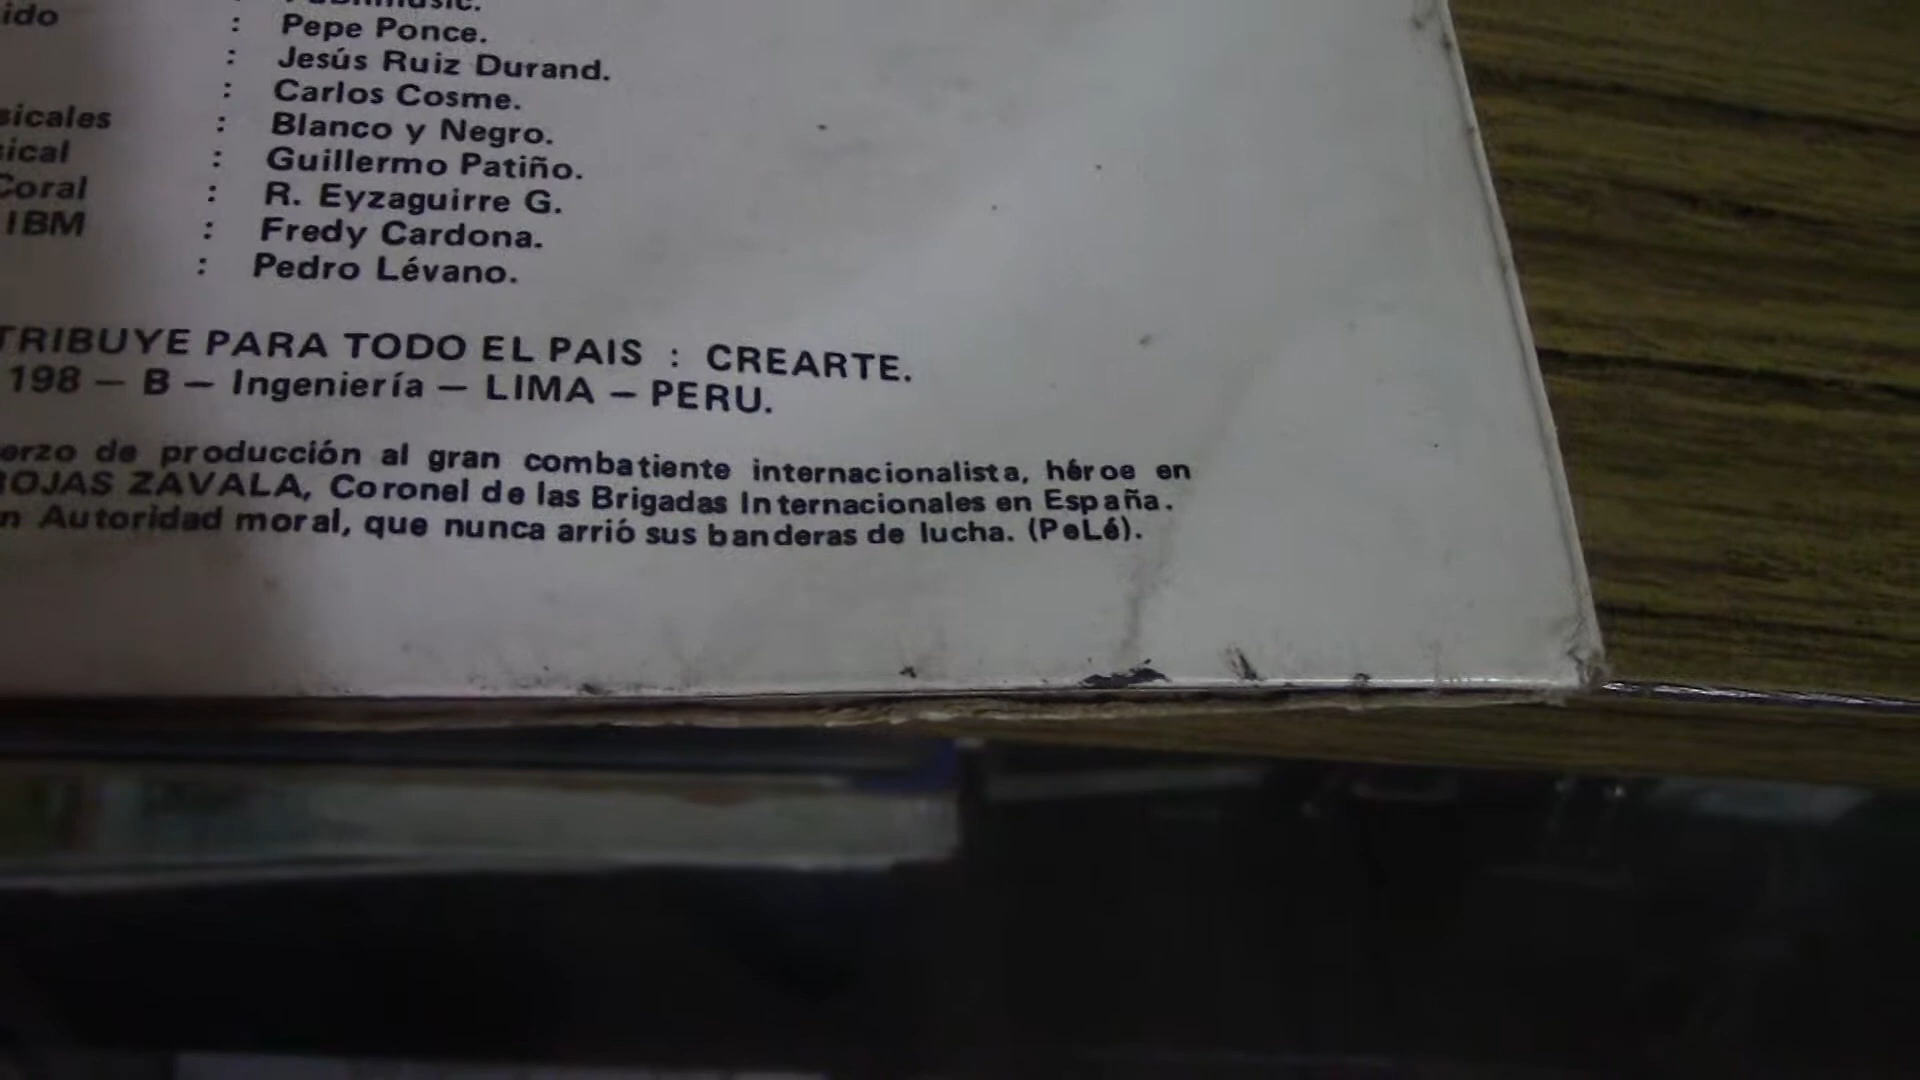 ido : Publimusic.
: Pepe Ponce.
: Jesús Ruiz Durand.
: Carlos Cosme.
sicales : Blanco y Negro.
sical : Guillermo Patiño.
Coral : R. Eyzaguirre G.
IBM : Fredy Cardona.
: Pedro Lévano.
TRIBUYE PARA TODO EL PAIS : CREARTE.
198 — B — Ingeniería — LIMA — PERU.
erzo de producción al gran combatiente internacionalista, héroe en
ROJAS ZAVALA, Coronel de las Brigadas Internacionales en España.
n Autoridad moral, que nunca arrió sus banderas de lucha. (PeLé).